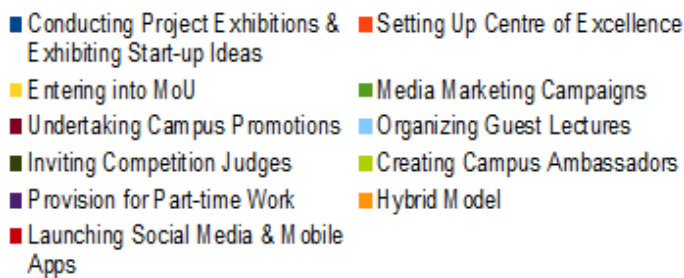 Conducting Project Exhibitions &
Exhibiting Start-up Ideas
Setting Up Centre of Excellence
Entering into MoU
Media Marketing Campaigns
Undertaking Campus Promotions
Organizing Guest Lectures
Inviting Competition Judges
Creating Campus Ambassadors
Provision for Part-time Work
Hybrid Model
Launching Social Media & Mobile
Apps